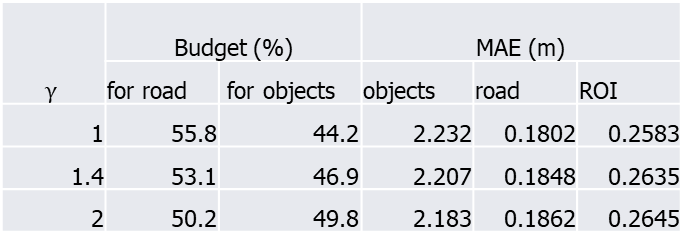 Budget (%) MAE (m)
γ for road for objects objects road ROI
1 55.8 44.2 2.232 0.1802 0.2583
1.4 53.1 46.9 2.207 0.1848 0.2635
2 50.2 49.8 2.183 0.1862 0.2645